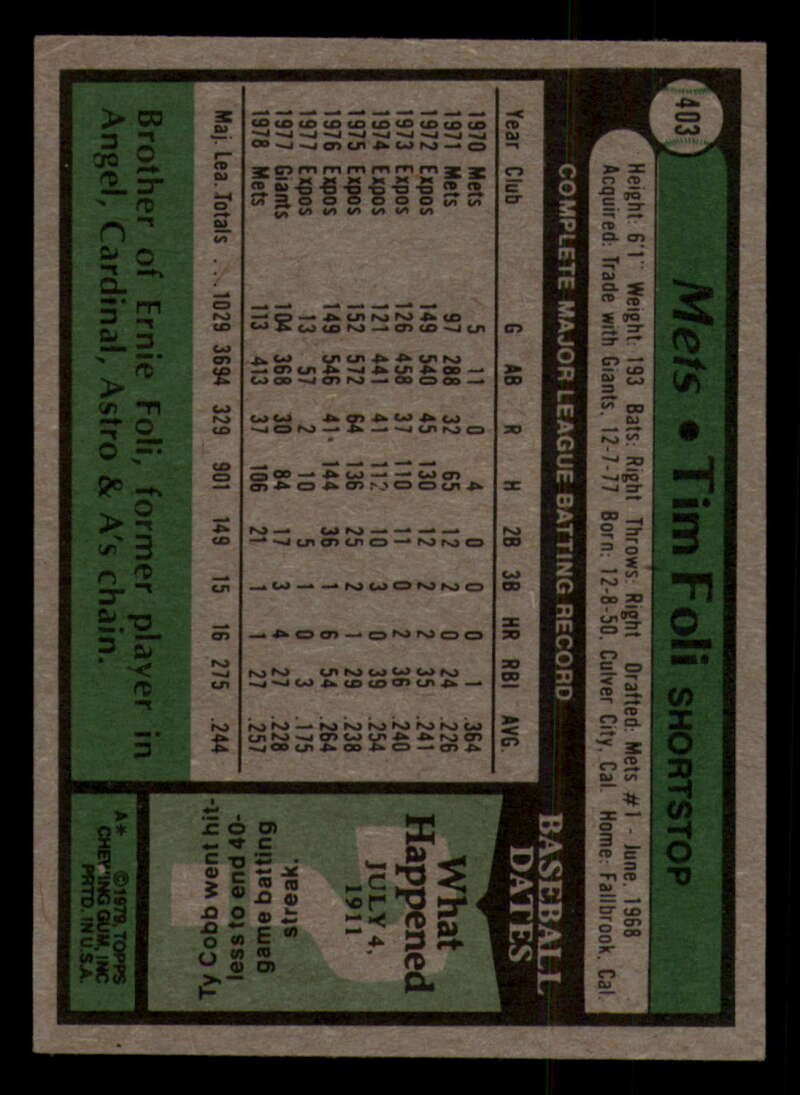 403
Mets • Tim Foli SHORTSTOP
Height: 6'1" Weight: 193 Bats: Right Throws: Right Drafted: Mets #1 - June, 1968
Acquired: Trade with Giants, 12-7-77 Born: 12-8-50, Culver City, Cal. Home: Fallbrook, Cal.
COMPLETE MAJOR LEAGUE BATTING RECORD
Year Club G AB R H 2B 3B HR RBI AVG.
1970 Mets 5 11 0 4 0 0 0 1 .364
1971 Mets 97 288 32 65 12 2 0 24 .226
1972 Expos 149 540 45 130 12 2 2 35 .241
1973 Expos 126 458 37 110 11 0 2 36 .240
1974 Expos 121 441 41 112 10 3 0 39 .254
1975 Expos 152 572 64 136 25 2 1 29 .238
1976 Expos 149 546 41 144 36 1 6 54 .264
1977 Expos 13 57 2 10 5 1 0 3 .175
1977 Giants 104 368 30 84 17 3 4 27 .228
1978 Mets 113 413 37 106 21 1 1 27 .257
Maj. Lea. Totals ... 1029 3694 329 901 149 15 16 275 .244
Brother of Ernie Foli, former player in
Angel, Cardinal, Astro & A's chain.
BASEBALL
DATES
What
Happened
JULY 4,
1911
Ty Cobb went hit-
less to end 40-
game batting
streak.
A* ©1979 TOPPS
CHEWING GUM, INC
PRTD. IN U.S.A.